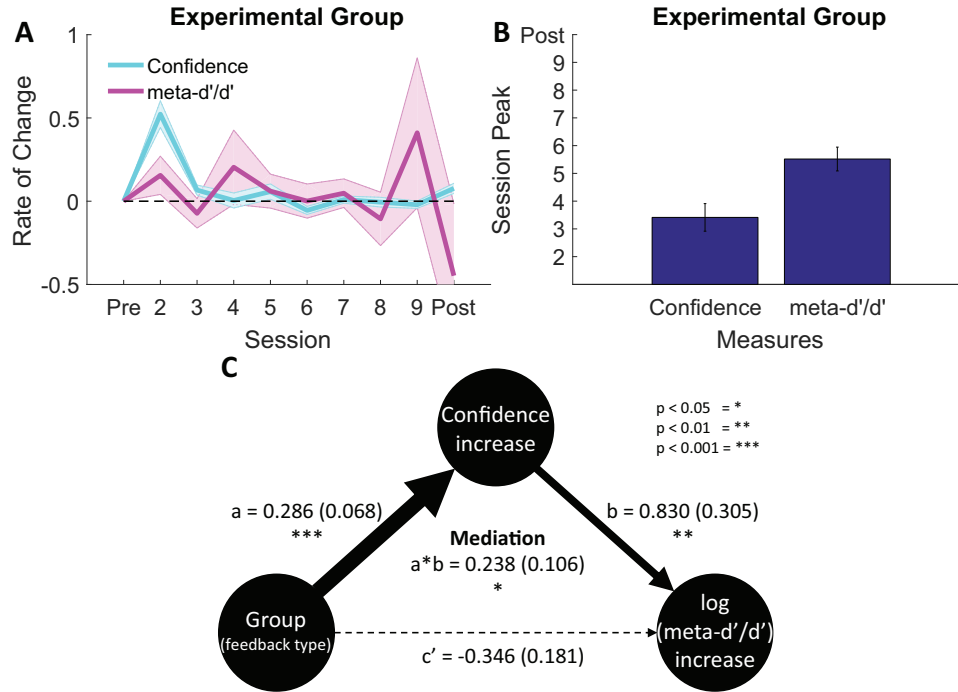 A
Experimental Group
1
0.5
0
-0.5
Rate of Change
Confidence
meta-d'/d'
Pre 2 3 4 5 6 7 8 9 Post
Session
B
Experimental Group
Post
9
8
7
6
5
4
3
2
Session Peak
Confidence meta-d'/d'
Measures
C
Confidence
increase
p < 0.05 = *
p < 0.01 = **
p < 0.001 = ***
a = 0.286 (0.068)
***
b = 0.830 (0.305)
**
Mediation
a*b = 0.238 (0.106)
*
Group
(feedback type)
log
(meta-d’/d’)
increase
c’ = -0.346 (0.181)